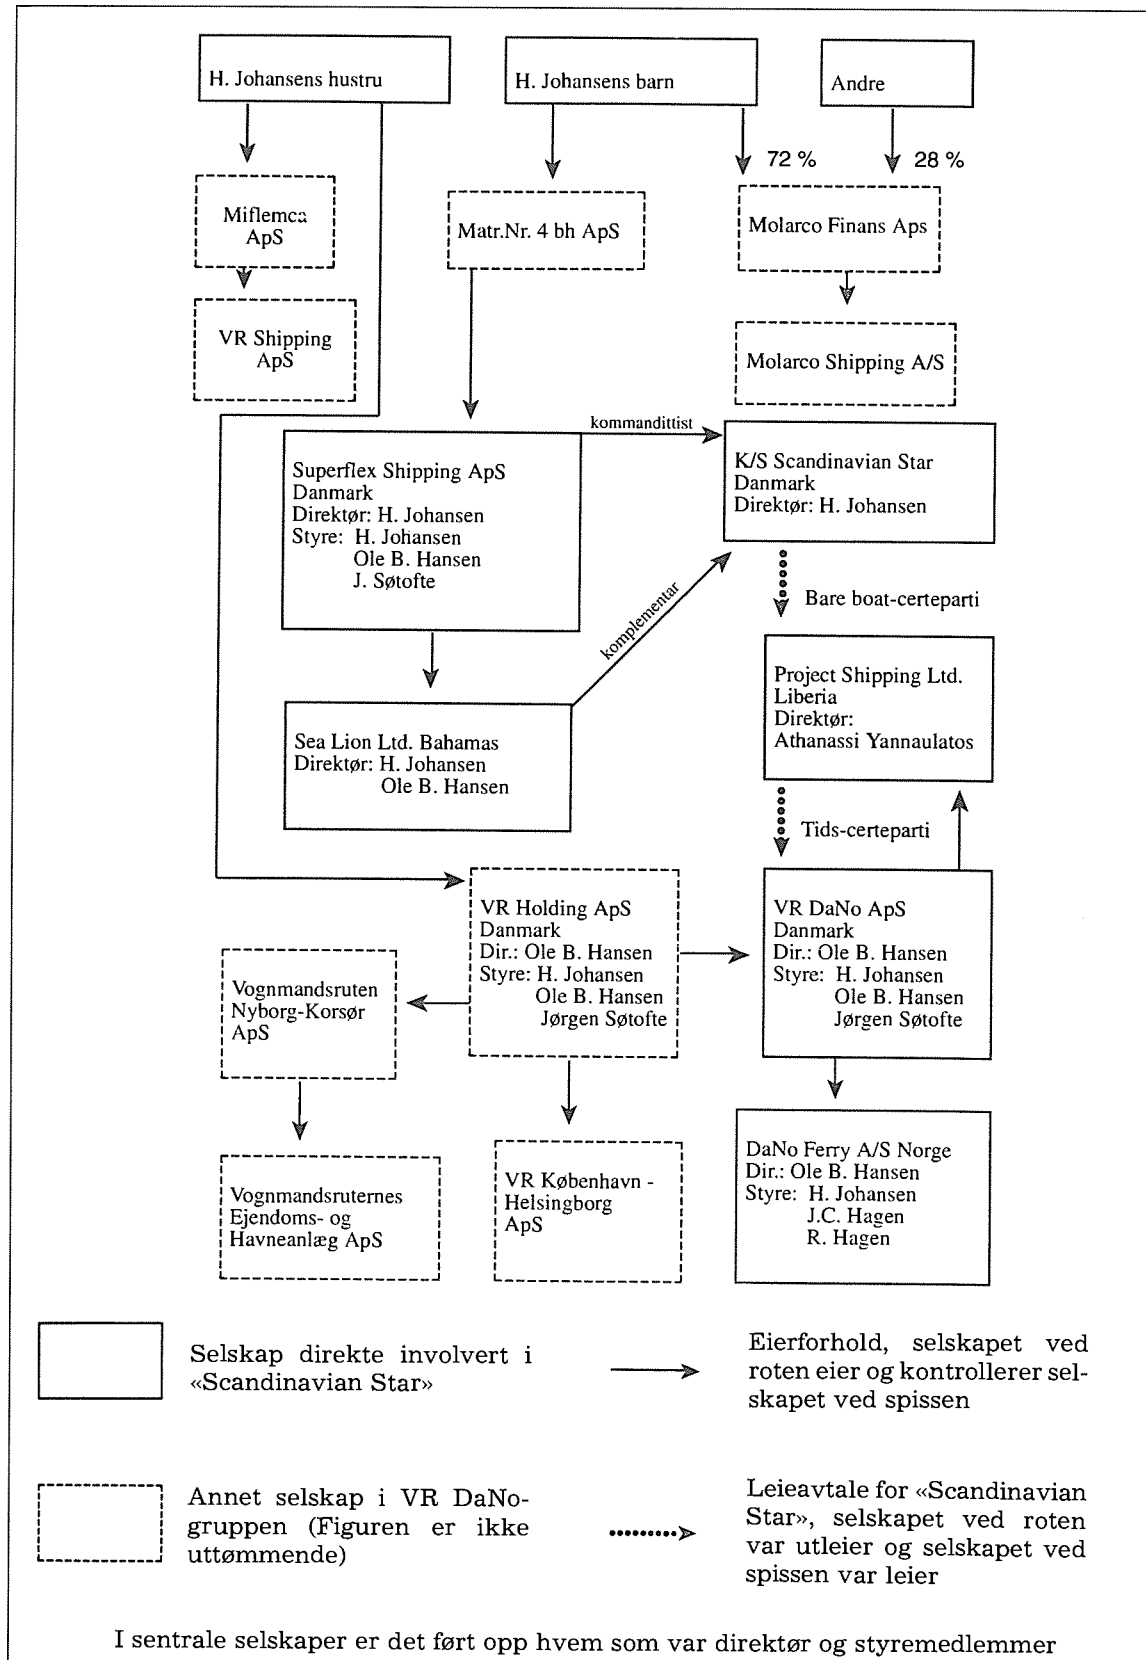 H. Johansens hustru
H. Johansens barn
Andre
72 %
28 %
Miflemca
ApS
Matr.Nr. 4 bh ApS
Molarco Finans Aps
VR Shipping
ApS
Molarco Shipping A/S
kommandittist
Superflex Shipping ApS
Danmark
Direktør: H. Johansen
Styre: H. Johansen
Ole B. Hansen
J. Søtofte
K/S Scandinavian Star
Danmark
Direktør: H. Johansen
komplementar
Bare boat-certeparti
Project Shipping Ltd.
Liberia
Direktør:
Athanassi Yannaulatos
Sea Lion Ltd. Bahamas
Direktør: H. Johansen
Ole B. Hansen
Tids-certeparti
VR Holding ApS
Danmark
Dir.: Ole B. Hansen
Styre: H. Johansen
Ole B. Hansen
Jørgen Søtofte
VR DaNo ApS
Danmark
Dir.: Ole B. Hansen
Styre: H. Johansen
Ole B. Hansen
Jørgen Søtofte
Vognmandsruten
Nyborg-Korsør
ApS
Vognmandsruternes
Ejendoms- og
Havneanlæg ApS
VR København -
Helsingborg
ApS
DaNo Ferry A/S Norge
Dir.: Ole B. Hansen
Styre: H. Johansen
J.C. Hagen
R. Hagen
Selskap direkte involvert i
«Scandinavian Star»
Eierforhold, selskapet ved
roten eier og kontrollerer sel-
skapet ved spissen
Annet selskap i VR DaNo-
gruppen (Figuren er ikke
uttømmende)
Leieavtale for «Scandinavian
Star», selskapet ved roten
var utleier og selskapet ved
spissen var leier
I sentrale selskaper er det ført opp hvem som var direktør og styremedlemmer